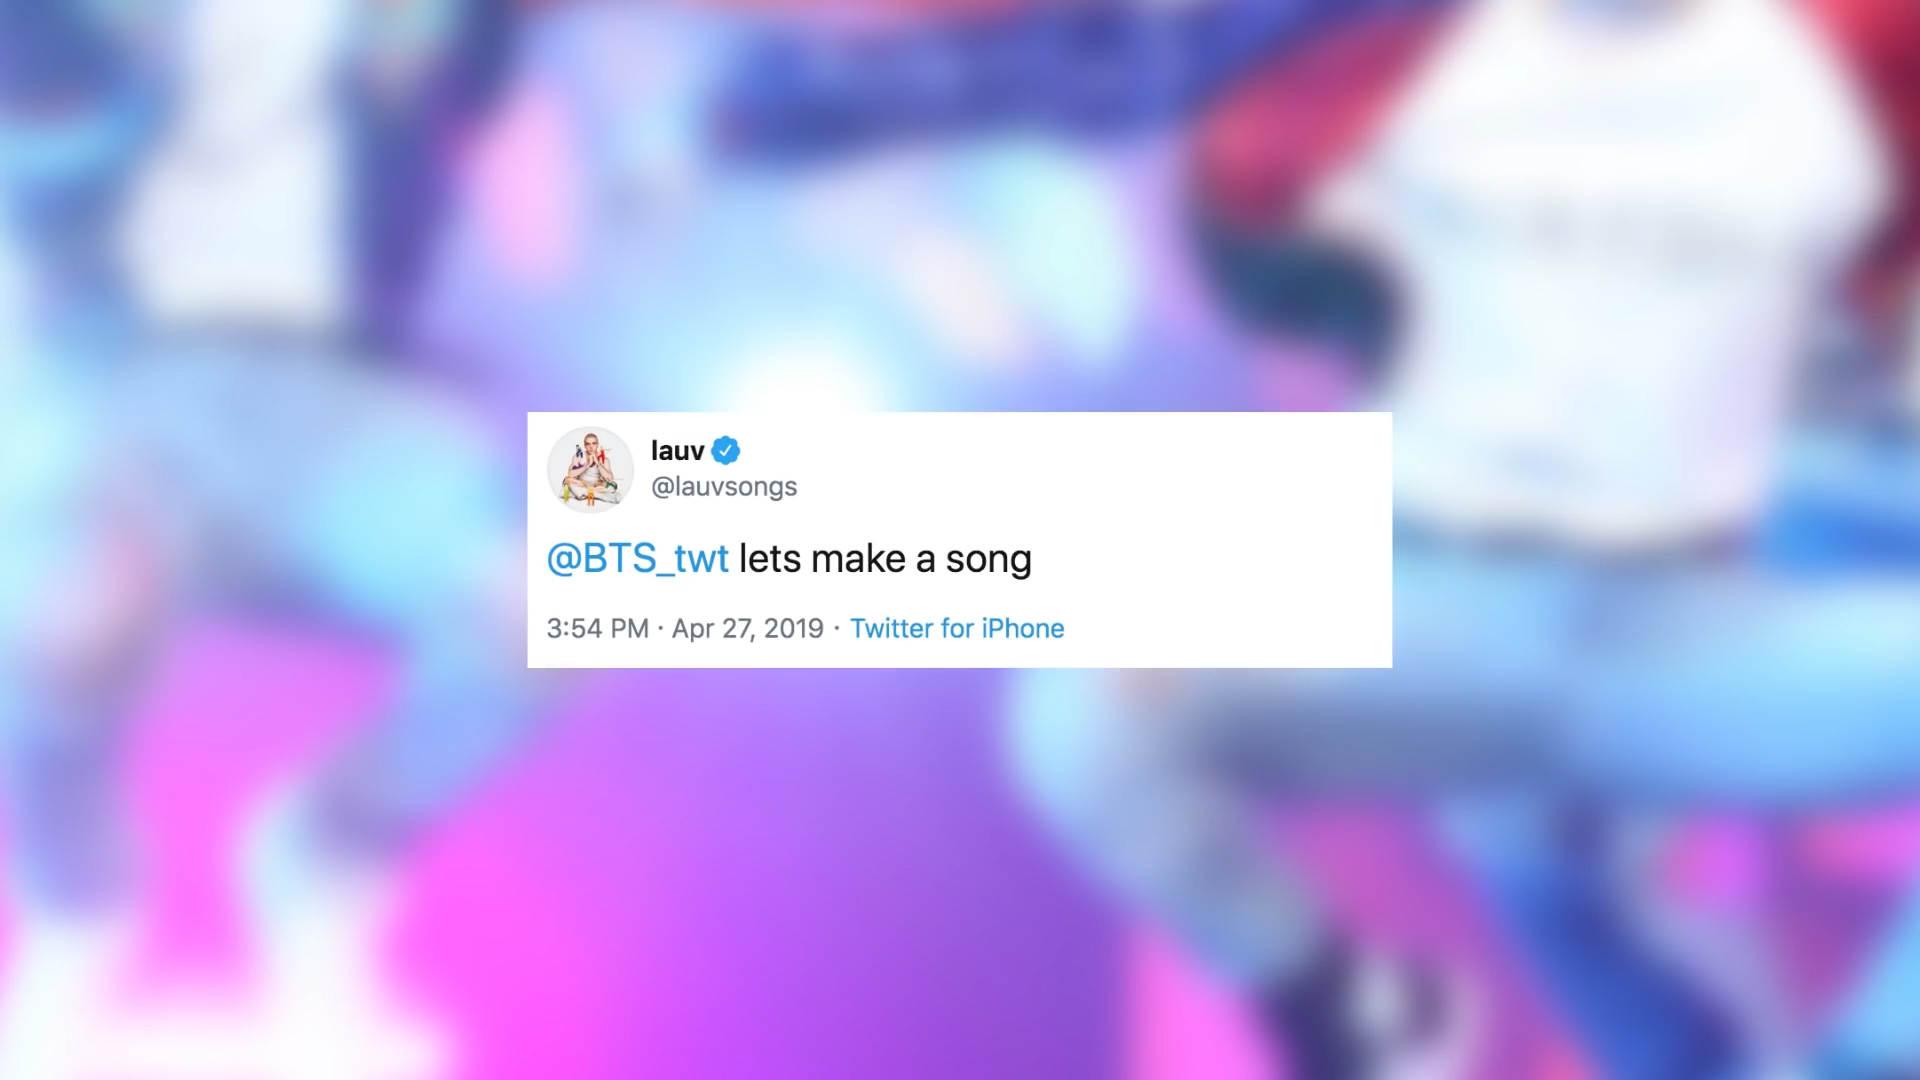 lauv
@lauvsongs
@BTS_twt lets make a song
3:54 PM · Apr 27, 2019 · Twitter for iPhone